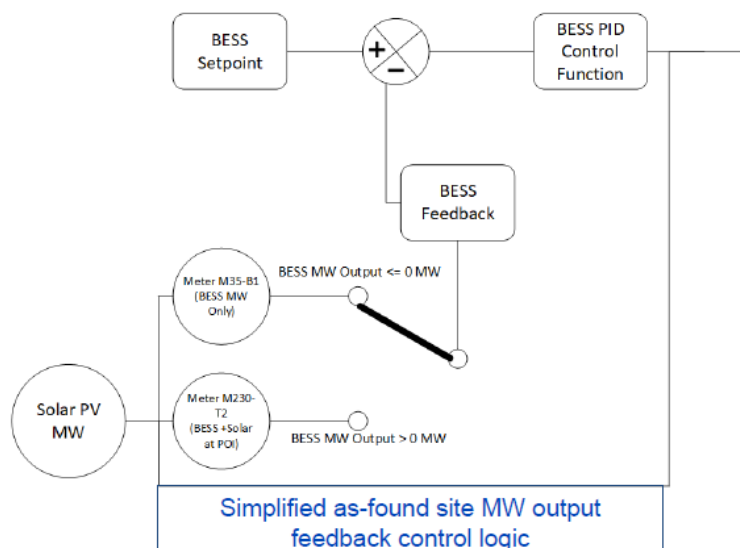 BESS
Setpoint
+
−
BESS PID
Control
Function
BESS
Feedback
BESS MW Output <= 0 MW
Meter M35-B1
(BESS MW
Only)
Solar PV
MW
Meter M230-
T2
(BESS +Solar
at POI)
BESS MW Output > 0 MW
Simplified as-found site MW output
feedback control logic